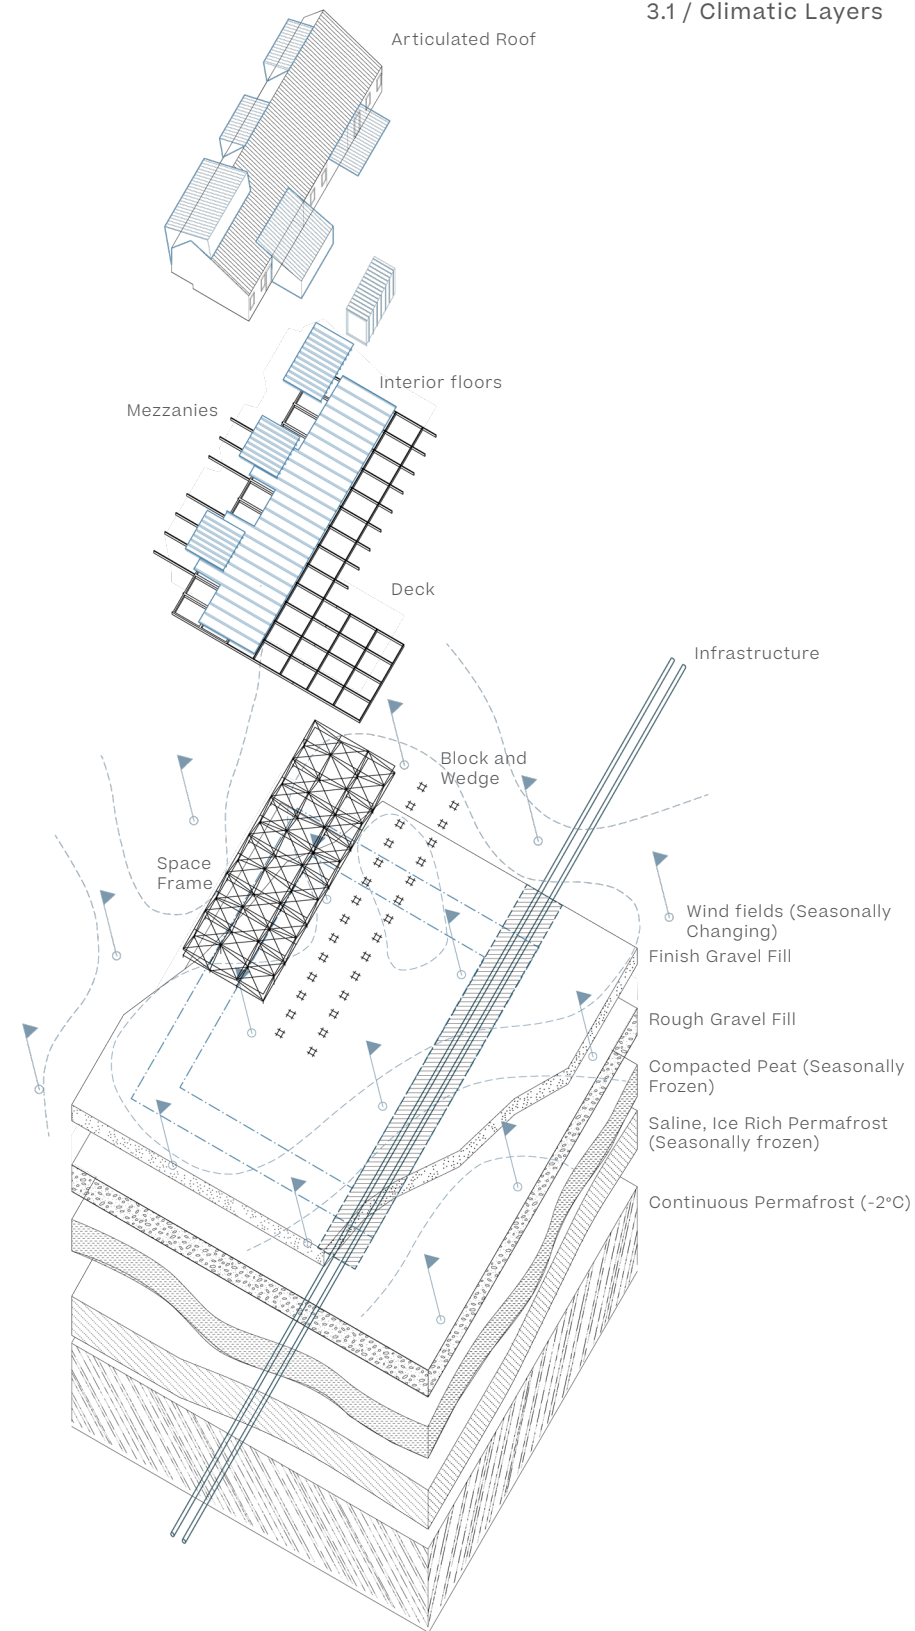 3.1 / Climatic Layers
Articulated Roof
Interior floors
Mezzanies
Deck
Infrastructure
Block and
Wedge
Space
Frame
Wind fields (Seasonally
Changing)
Finish Gravel Fill
Rough Gravel Fill
Compacted Peat (Seasonally
Frozen)
Saline, Ice Rich Permafrost
(Seasonally frozen)
Continuous Permafrost (-2°C)